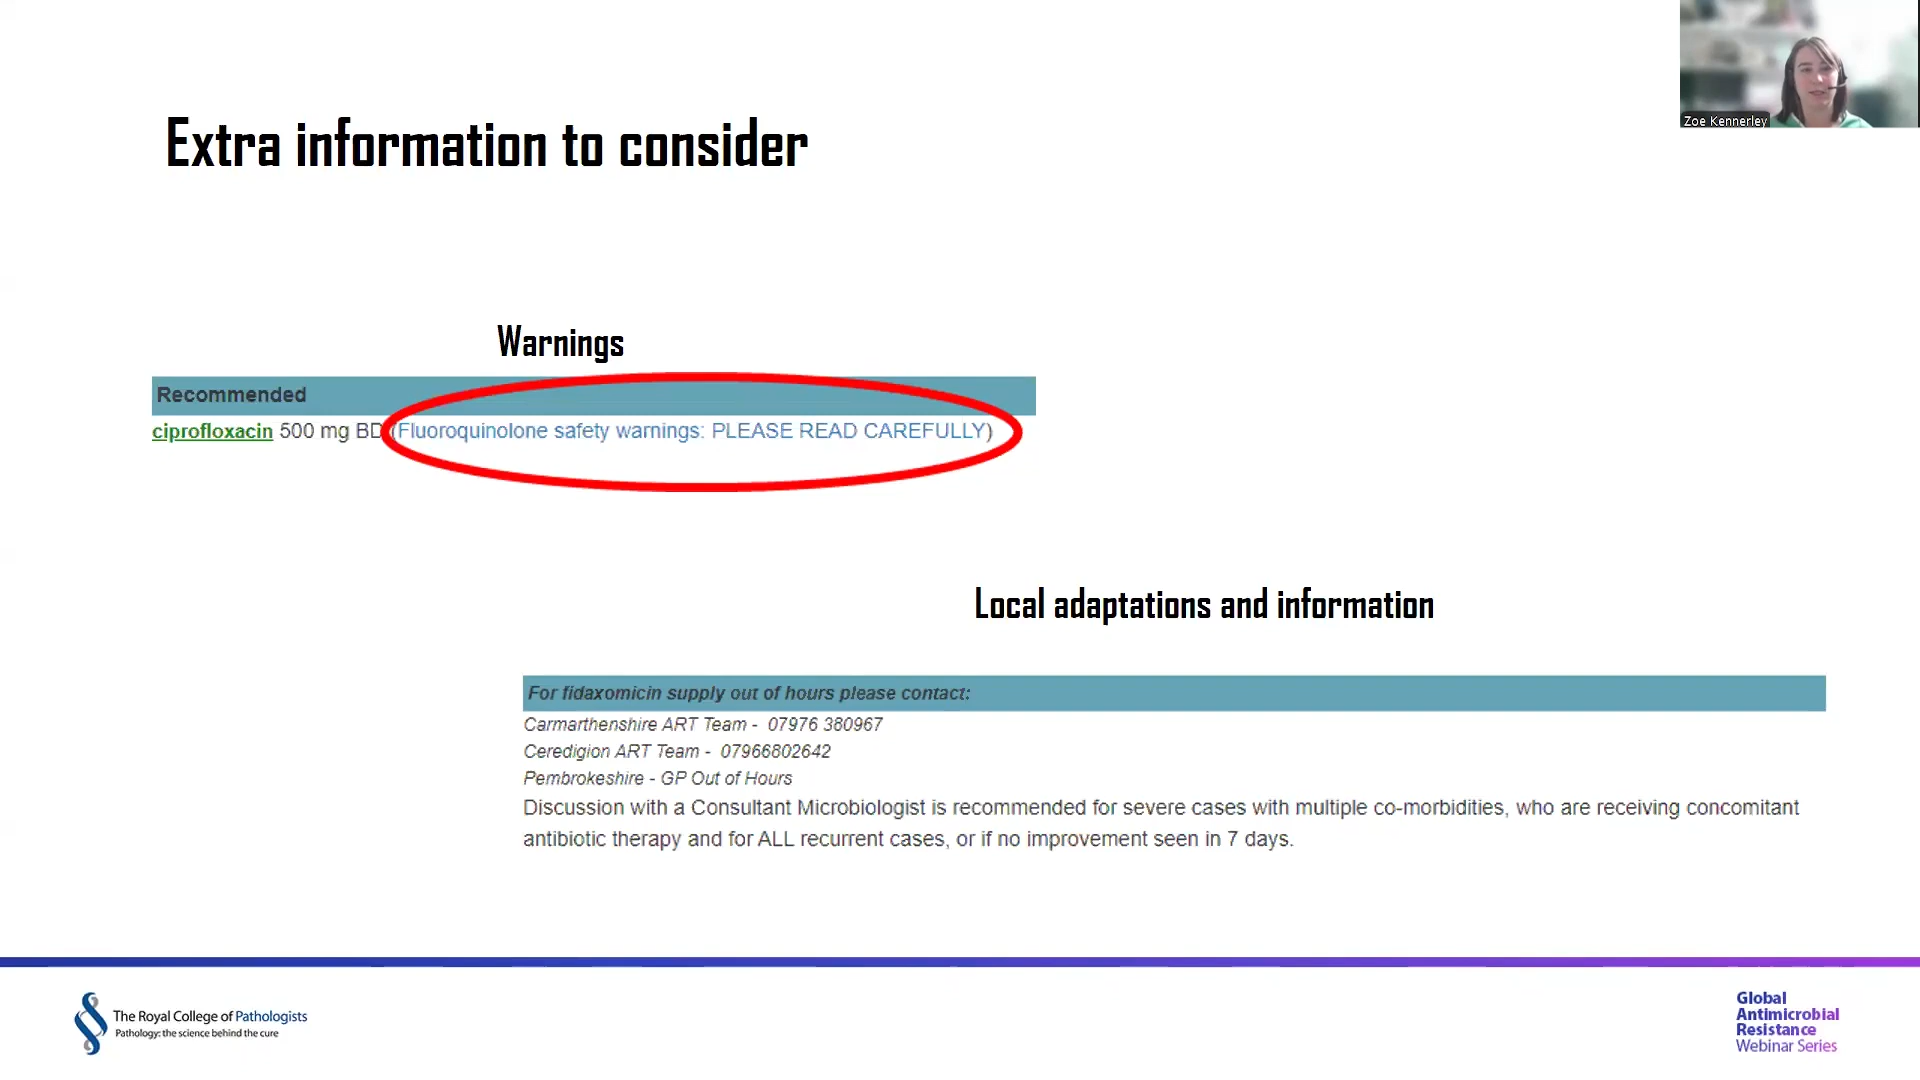 Zoe Kennerley
Extra information to consider
Warnings
Recommended
ciprofloxacin 500 mg BD (Fluoroquinolone safety warnings: PLEASE READ CAREFULLY)
Local adaptations and information
For fidaxomicin supply out of hours please contact:
Carmarthenshire ART Team - 07976 380967
Ceredigion ART Team - 07966802642
Pembrokeshire - GP Out of Hours
Discussion with a Consultant Microbiologist is recommended for severe cases with multiple co-morbidities, who are receiving concomitant
antibiotic therapy and for ALL recurrent cases, or if no improvement seen in 7 days.
The Royal College of Pathologists
Pathology: the science behind the cure
Global
Antimicrobial
Resistance
Webinar Series